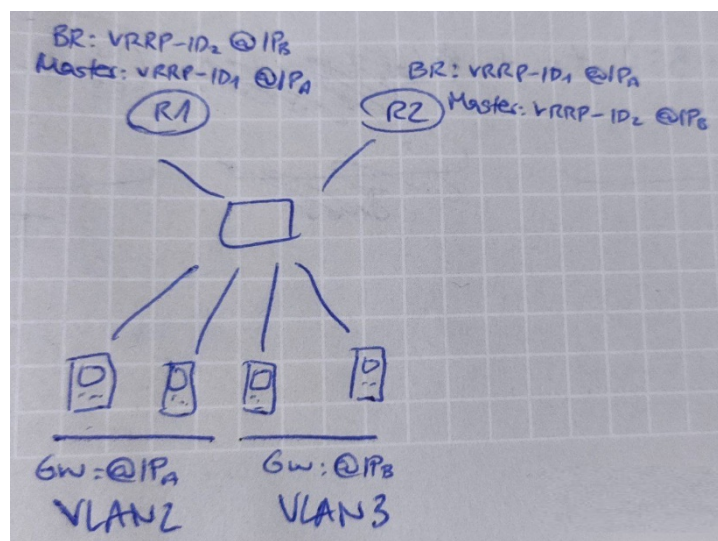 BR: VRRP-ID2 @IPB
Master: VRRP-ID1 @IPA
R1
BR: VRRP-ID1 @IPA
R2
Master: VRRP-ID2 @IPB
GW:@IPA
VLAN2
GW:@IPB
VLAN3